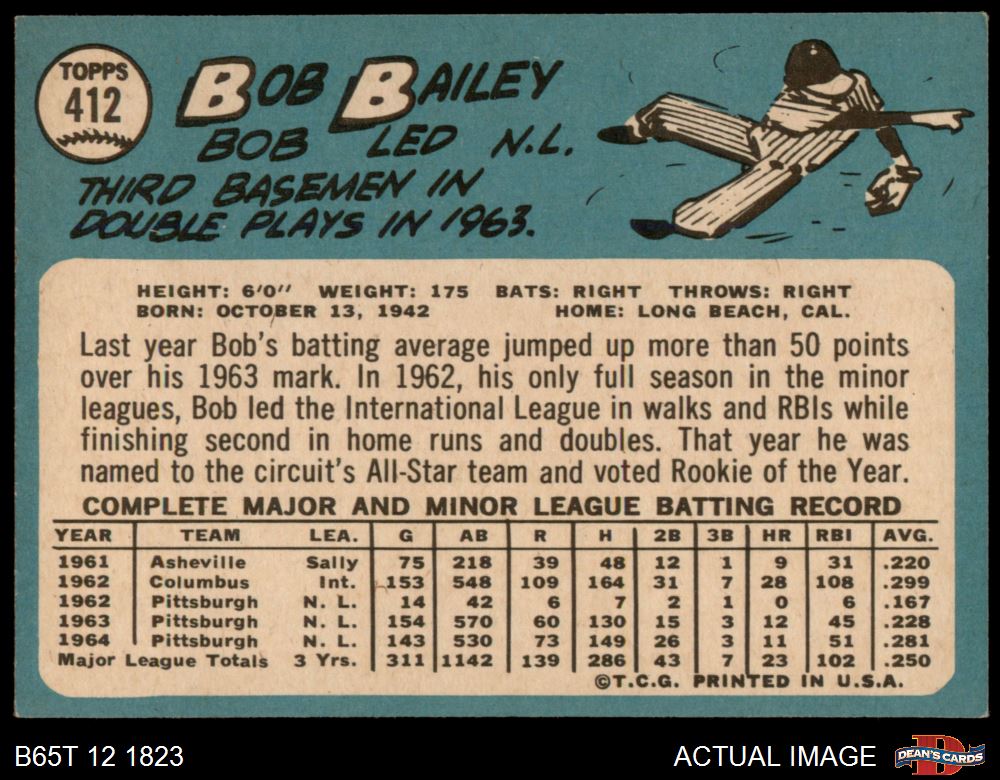 TOPPS
412
BOB BAILEY
BOB LED N.L.
THIRD BASEMEN IN
DOUBLE PLAYS IN 1963.
HEIGHT: 6'0" WEIGHT: 175 BATS: RIGHT THROWS: RIGHT
BORN: OCTOBER 13, 1942 HOME: LONG BEACH, CAL.
Last year Bob's batting average jumped up more than 50 points
over his 1963 mark. In 1962, his only full season in the minor
leagues, Bob led the International League in walks and RBIs while
finishing second in home runs and doubles. That year he was
named to the circuit's All-Star team and voted Rookie of the Year.
COMPLETE MAJOR AND MINOR LEAGUE BATTING RECORD
YEAR TEAM LEA. G AB R H 2B 3B HR RBI AVG.
1961 Asheville Sally 75 218 39 48 12 1 9 31 .220
1962 Columbus Int. 153 548 109 164 31 7 28 108 .299
1962 Pittsburgh N. L. 14 42 6 7 2 1 0 6 .167
1963 Pittsburgh N. L. 154 570 60 130 15 3 12 45 .228
1964 Pittsburgh N. L. 143 530 73 149 26 3 11 51 .281
Major League Totals 3 Yrs. 311 1142 139 286 43 7 23 102 .250
©T.C.G. PRINTED IN U.S.A.
B65T 12 1823 ACTUAL IMAGE DEAN'S CARDS